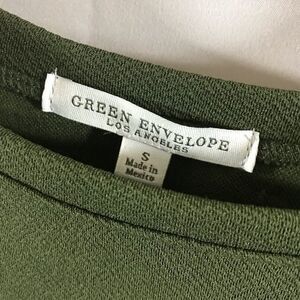 GREEN ENVELOPE
LOS ANGELES
S
Made in
Mexico